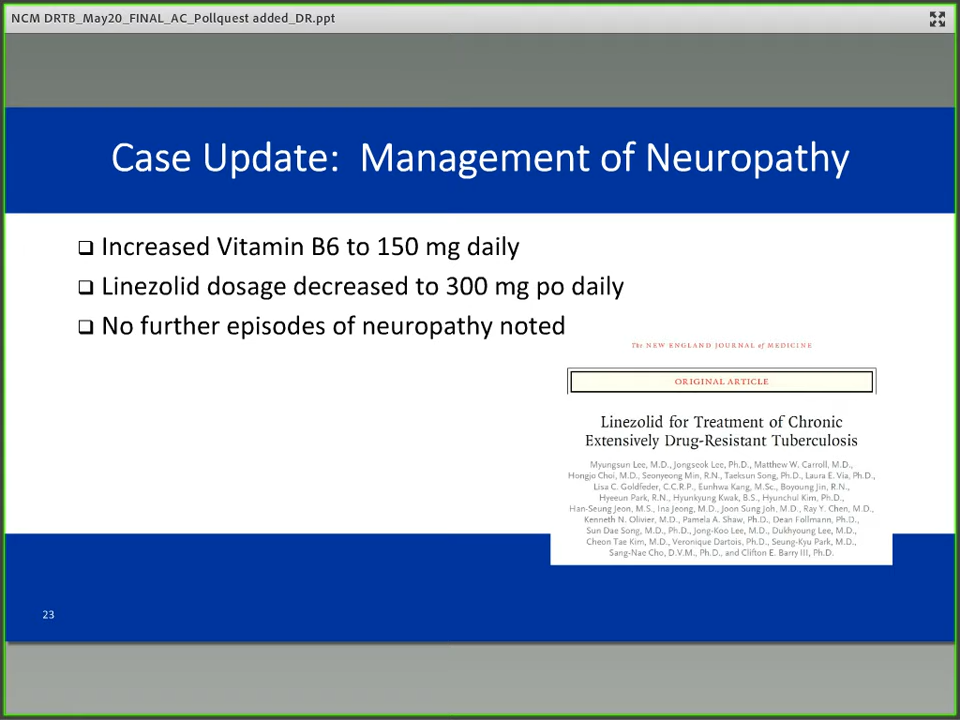 NCM DRTB_May20_FINAL_AC_Pollquest added_DR.ppt
Case Update: Management of Neuropathy
Increased Vitamin B6 to 150 mg daily
Linezolid dosage decreased to 300 mg po daily
No further episodes of neuropathy noted
The NEW ENGLAND JOURNAL of MEDICINE
ORIGINAL ARTICLE
Linezolid for Treatment of Chronic
Extensively Drug-Resistant Tuberculosis
Myungsun Lee, M.D., Jongseok Lee, Ph.D., Matthew W. Carroll, M.D.,
Hongjo Choi, M.D., Seonyeong Min, R.N., Taeksun Song, Ph.D., Laura E. Via, Ph.D.,
Lisa C. Goldfeder, C.C.R.P., Eunhwa Kang, M.Sc., Boyoung Jin, R.N.,
Hyeeun Park, R.N., Hyunkyung Kwak, B.S., Hyunchul Kim, Ph.D.,
Han-Seung Jeon, M.S., Ina Jeong, M.D., Joon Sung Joh, M.D., Ray Y. Chen, M.D.,
Kenneth N. Olivier, M.D., Pamela A. Shaw, Ph.D., Dean Follmann, Ph.D.,
Sun Dae Song, M.D., Ph.D., Jong-Koo Lee, M.D., Dukhyoung Lee, M.D.,
Cheon Tae Kim, M.D., Veronique Dartois, Ph.D., Seung-Kyu Park, M.D.,
Sang-Nae Cho, D.V.M., Ph.D., and Clifton E. Barry III, Ph.D.
23